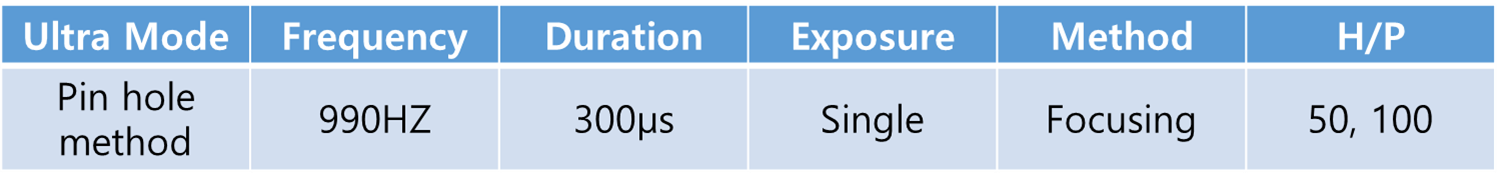 Ultra Mode Frequency Duration Exposure Method H/P
Pin hole method 990HZ 300μs Single Focusing 50, 100